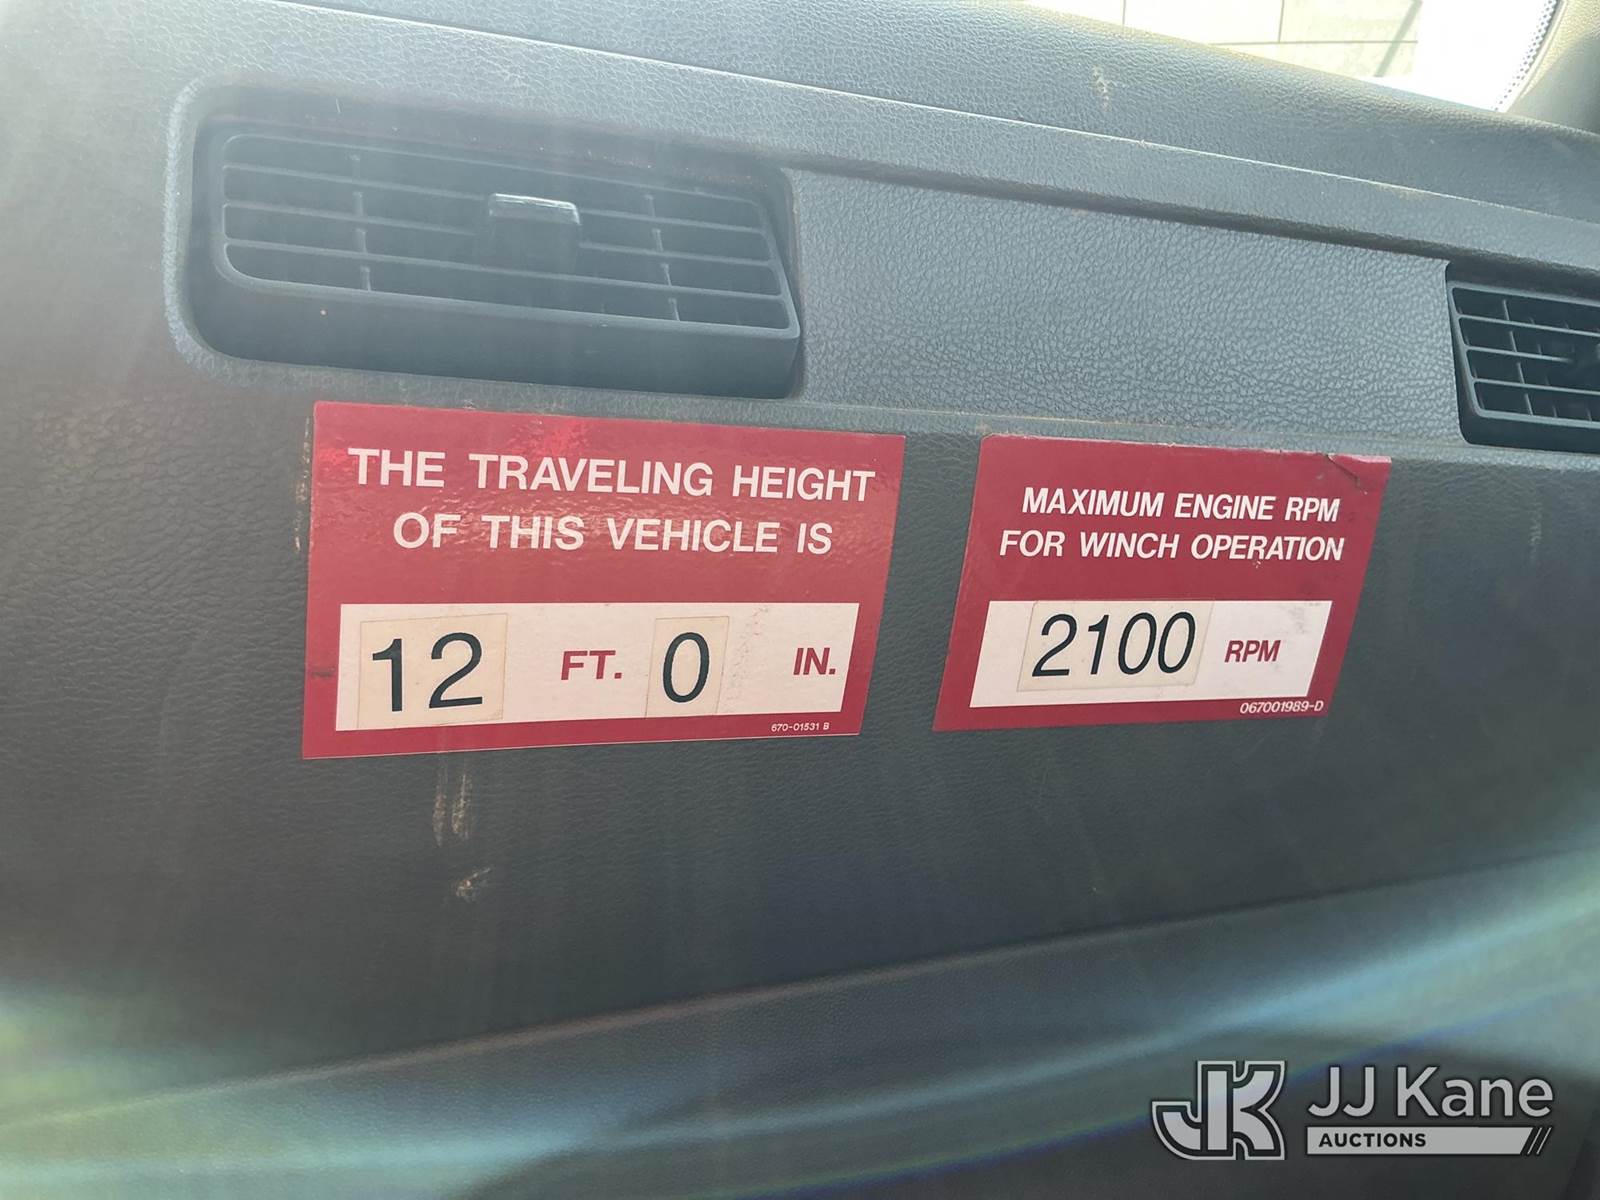 THE TRAVELING HEIGHT
OF THIS VEHICLE IS
12 FT. 0 IN.
670-01531 B
MAXIMUM ENGINE RPM
FOR WINCH OPERATION
2100 RPM
067001989-D
JK JJ Kane
AUCTIONS